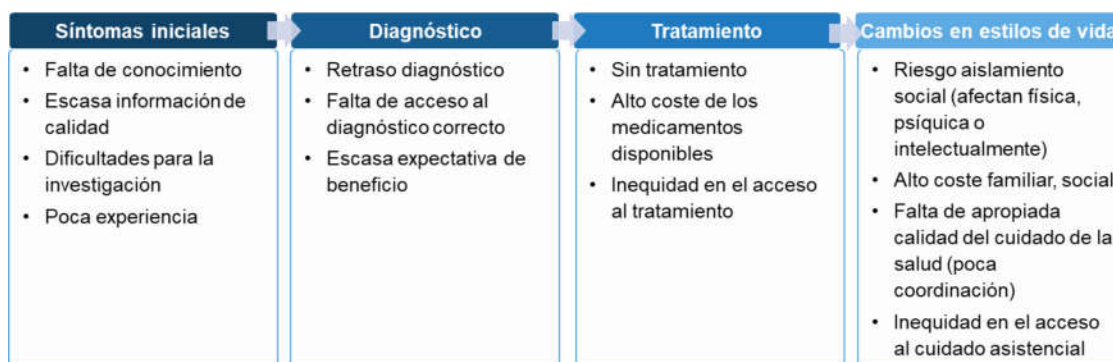 Síntomas iniciales
• Falta de conocimiento
• Escasa información de
calidad
• Dificultades para la
investigación
• Poca experiencia
Diagnóstico
• Retraso diagnóstico
• Falta de acceso al
diagnóstico correcto
• Escasa expectativa de
beneficio
Tratamiento
• Sin tratamiento
• Alto coste de los
medicamentos
disponibles
• Inequidad en el acceso
al tratamiento
Cambios en estilos de vida
• Riesgo aislamiento
social (afectan física,
psíquica o
intelectualmente)
• Alto coste familiar, social
• Falta de apropiada
calidad del cuidado de la
salud (poca
coordinación)
• Inequidad en el acceso
al cuidado asistencial